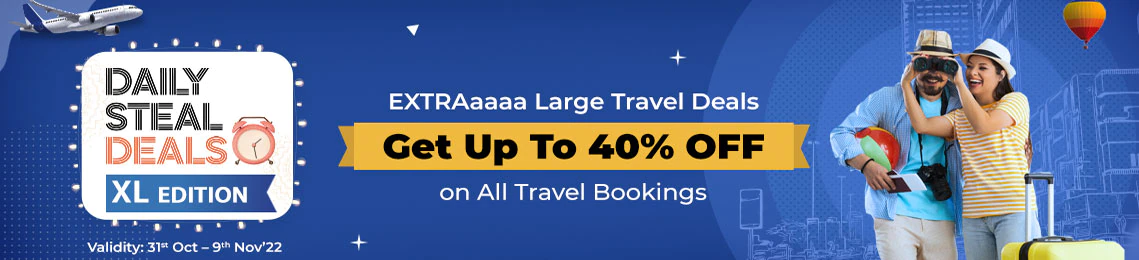 DAILY
STEAL
DEALS
XL EDITION
Validity: 31st Oct – 9th Nov'22
EXTRAaaaa Large Travel Deals
Get Up To 40% OFF
on All Travel Bookings